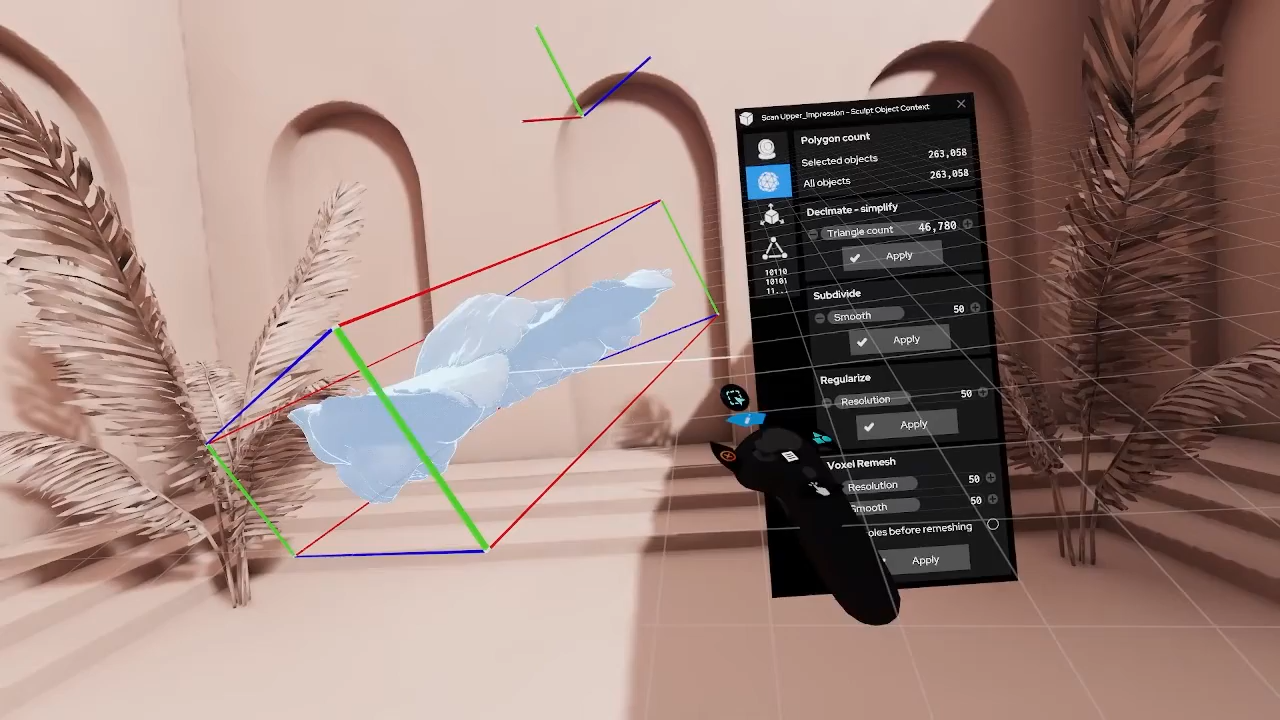 Scan Upper_Impression - Sculpt Object Context
Polygon count
Selected objects 263,058
All objects 263,058
Decimate - simplify
Triangle count 46,780
Apply
10110
10101
11...
Subdivide
Smooth 50
Apply
Regularize
Resolution 50
Apply
Voxel Remesh
Resolution 50
Smooth 50
oles before remeshing
Apply